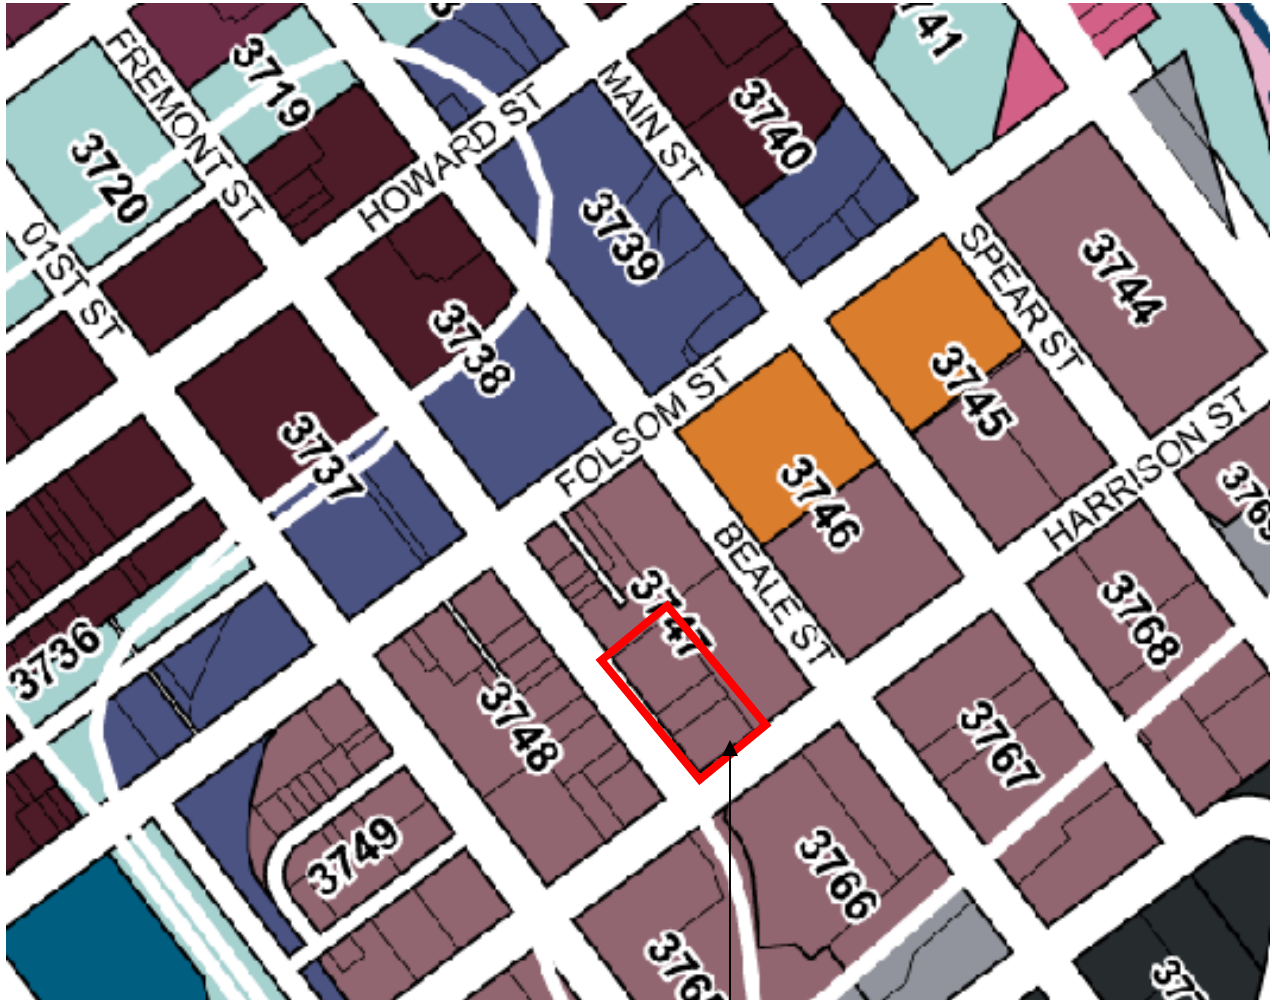 FREMONT ST
3719
3720
01ST ST
HOWARD ST
MAIN ST
3740
3739
3738
3737
3736
SPEAR ST
3744
3745
FOLSOM ST
3746
BEALE ST
HARRISON ST
3747
3748
3768
3767
3749
3766